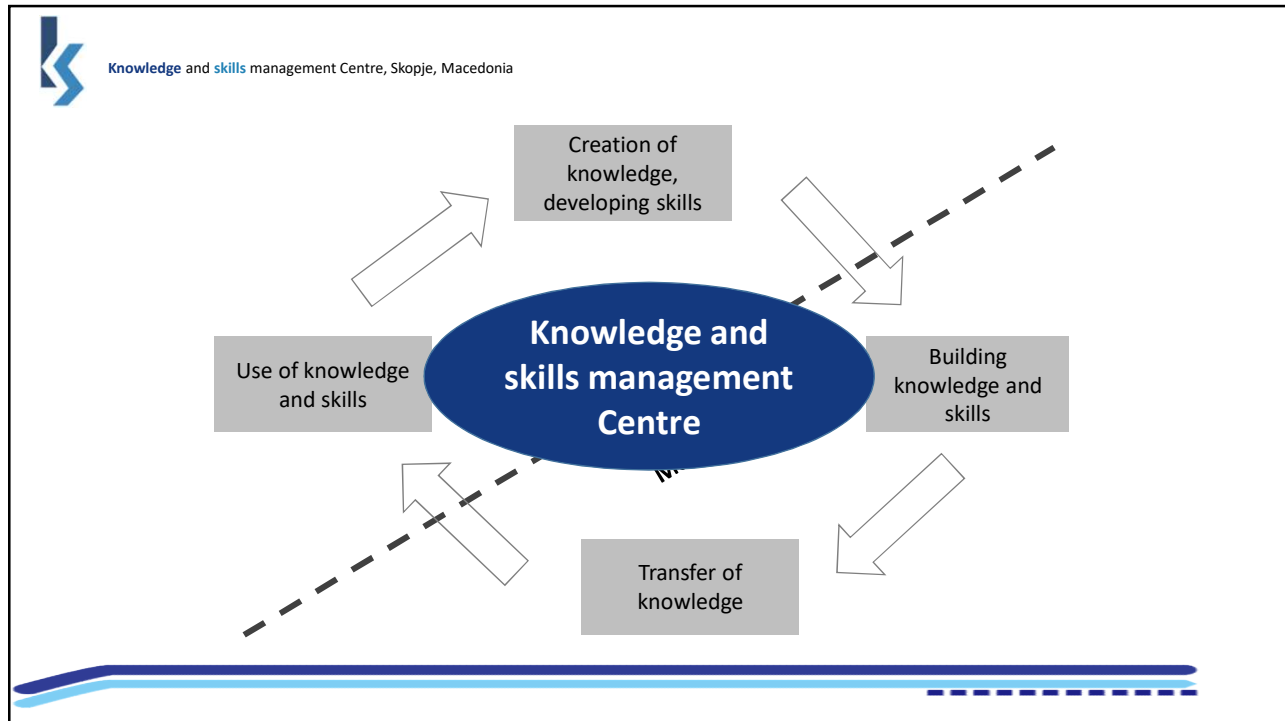 Knowledge and skills management Centre, Skopje, Macedonia
Creation of
knowledge,
developing skills
Knowledge and
skills management
Centre
Use of knowledge
and skills
Building
knowledge and
skills
Transfer of
knowledge